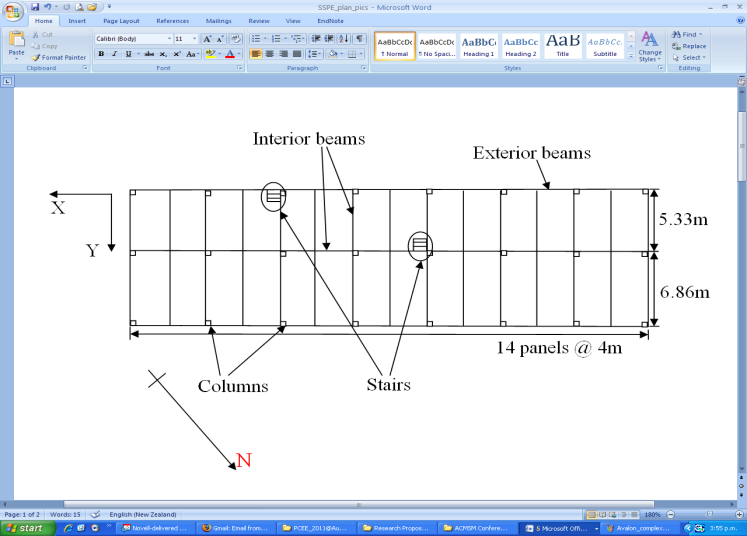 SSPE_plan_pics - Microsoft Word
Home Insert Page Layout References Mailings Review View EndNote
Paste
Cut
Copy
Format Painter
Clipboard
Calibri (Body) 11
Font
Paragraph
AaBbCcDc AaBbCcDc AaBbC AaBbCc AaB AaBbCc.
¶ Normal ¶ No Spaci... Heading 1 Heading 2 Title Subtitle
Change Styles
Styles
Find
Replace
Select
Editing
Interior beams
Exterior beams
X
Y
5.33m
6.86m
14 panels @ 4m
Columns
Stairs
N
Page: 1 of 2 Words: 15 English (New Zealand) 180%
start Novell-delivered ... Gmail: Email from... PCEE_2011@Au... Research Propos... ACMSM Confere... 5 Microsoft Offi... Avalon_complex... 3:55 p.m.